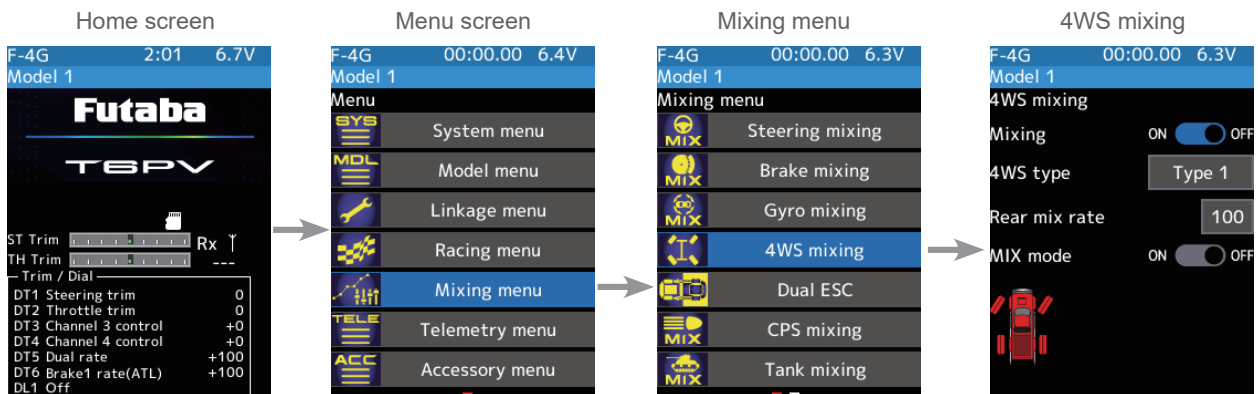 Home screen
F-4G 2:01 6.7V
Model 1
Futaba
T6PV
ST Trim Rx
TH Trim ---
Trim / Dial
DT1 Steering trim 0
DT2 Throttle trim 0
DT3 Channel 3 control +0
DT4 Channel 4 control +0
DT5 Dual rate +100
DT6 Brake1 rate(ATL) +100
DL1 Off
Menu screen
F-4G 00:00.00 6.4V
Model 1
Menu
SYS System menu
MDL Model menu
Linkage menu
Racing menu
Mixing menu
TELE Telemetry menu
ACC Accessory menu
Mixing menu
F-4G 00:00.00 6.3V
Model 1
Mixing menu
MIX Steering mixing
MIX Brake mixing
MIX Gyro mixing
4WS mixing
Dual ESC
MIX CPS mixing
MIX Tank mixing
4WS mixing
F-4G 00:00.00 6.3V
Model 1
4WS mixing
Mixing ON OFF
4WS type Type 1
Rear mix rate 100
MIX mode ON OFF